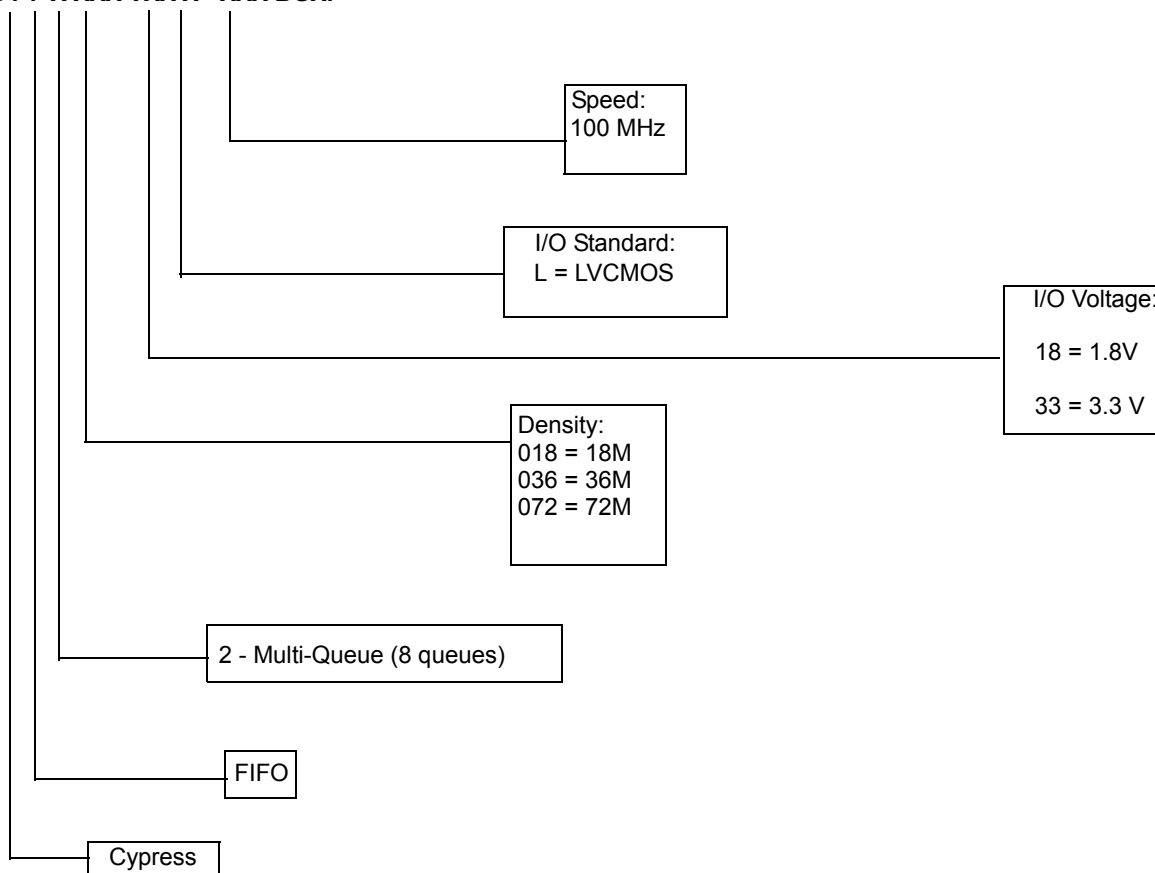 Speed:
100 MHz
I/O Standard:
L = LVCMOS
I/O Voltage:
18 = 1.8V
33 = 3.3 V
Density:
018 = 18M
036 = 36M
072 = 72M
2 - Multi-Queue (8 queues)
FIFO
Cypress